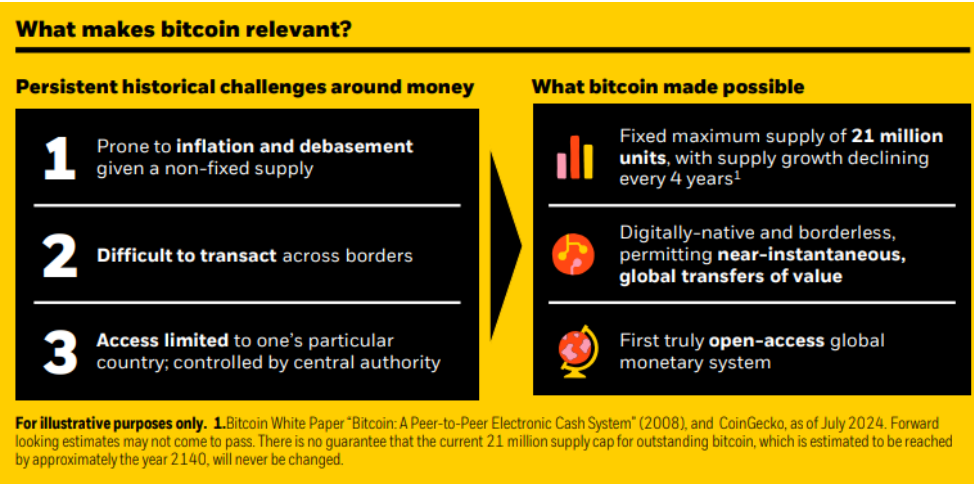 What makes bitcoin relevant?
Persistent historical challenges around money
1
Prone to inflation and debasement
given a non-fixed supply
2
Difficult to transact across borders
3
Access limited to one's particular
country; controlled by central authority
What bitcoin made possible
Fixed maximum supply of 21 million
units, with supply growth declining
every 4 years¹
Digitally-native and borderless,
permitting near-instantaneous,
global transfers of value
First truly open-access global
monetary system
For illustrative purposes only. 1.Bitcoin White Paper "Bitcoin: A Peer-to-Peer Electronic Cash System" (2008), and CoinGecko, as of July 2024. Forward
looking estimates may not come to pass. There is no guarantee that the current 21 million supply cap for outstanding bitcoin, which is estimated to be reached
by approximately the year 2140, will never be changed.